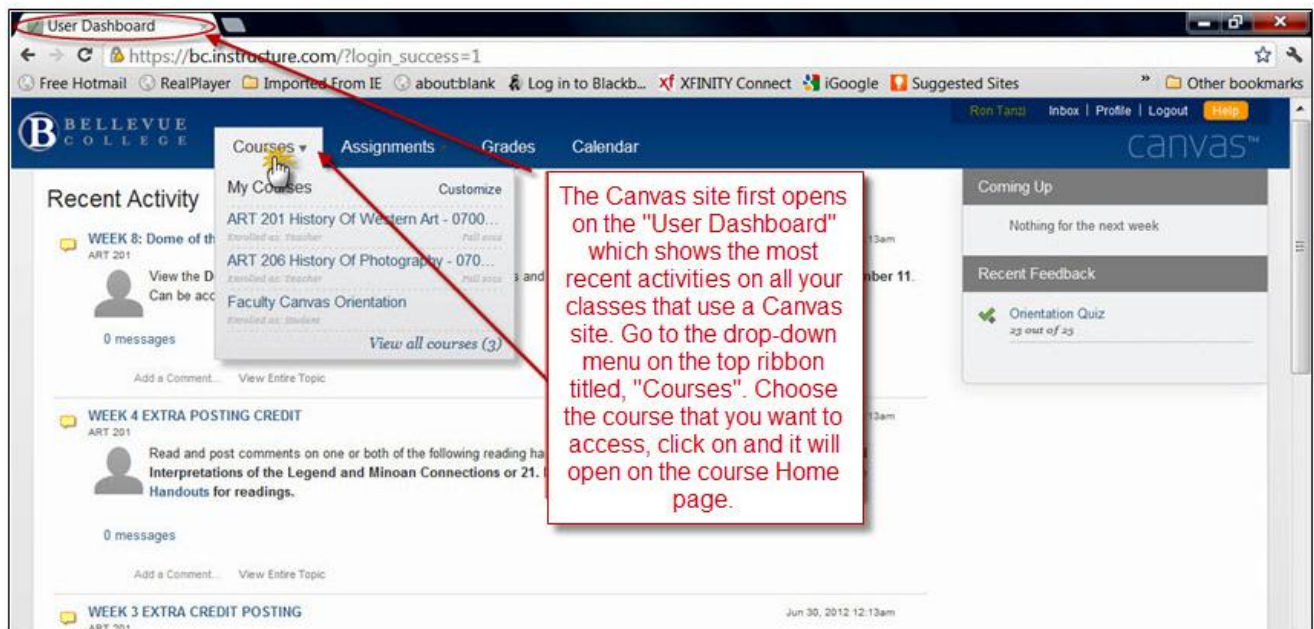 User Dashboard
https://bc.instructure.com/?login_success=1
Free Hotmail RealPlayer Imported From IE about:blank Log in to Blackb... XFINITY Connect iGoogle Suggested Sites » Other bookmarks
Ron Tanzi Inbox | Profile | Logout Help
B BELLEVUE
COLLEGE
Courses Assignments Grades Calendar
canvas™
My Courses Customize
ART 201 History Of Western Art - 0700...
Enrolled as: Teacher Fall 2012
ART 206 History Of Photography - 070...
Enrolled as: Teacher Fall 2012
Faculty Canvas Orientation
Enrolled as: Student
View all courses (3)
The Canvas site first opens
on the "User Dashboard"
which shows the most
recent activities on all your
classes that use a Canvas
site. Go to the drop-down
menu on the top ribbon
titled, "Courses". Choose
the course that you want to
access, click on and it will
open on the course Home
page.
Recent Activity
WEEK 8: Dome of th
13am
ART 201
View the D s and mber 11.
Can be acc
0 messages
Add a Comment... View Entire Topic
WEEK 4 EXTRA POSTING CREDIT
13am
ART 201
Read and post comments on one or both of the following reading ha
Interpretations of the Legend and Minoan Connections or 21.
Handouts for readings.
0 messages
Add a Comment... View Entire Topic
WEEK 3 EXTRA CREDIT POSTING Jun 30, 2012 12:13am
ART 201
Coming Up
Nothing for the next week
Recent Feedback
Orientation Quiz
23 out of 25